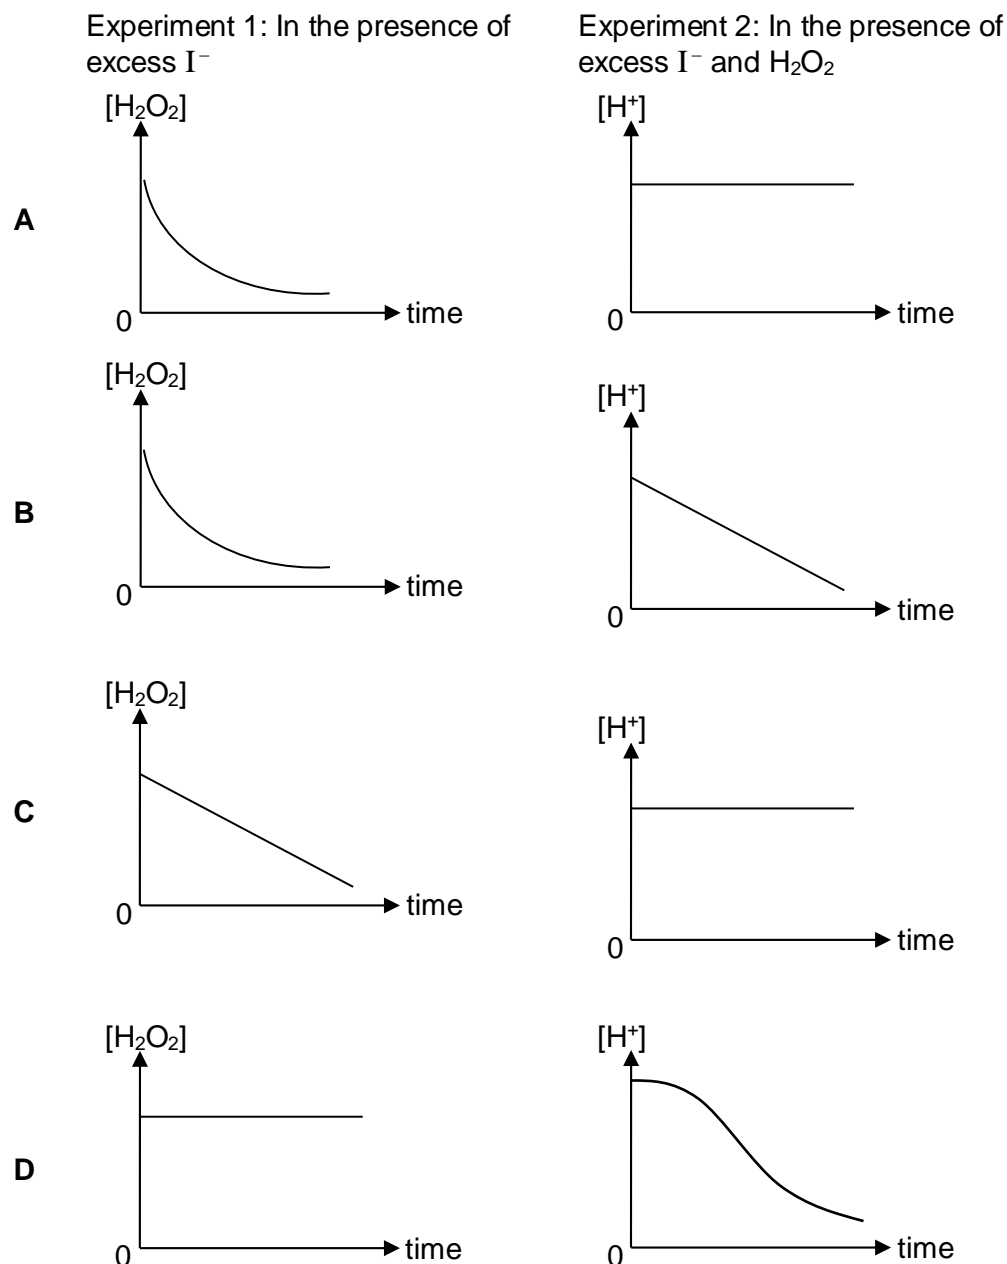 Experiment 1: In the presence of
excess I⁻
Experiment 2: In the presence of
excess I⁻ and H₂O₂
[H₂O₂]
[H⁺]
A
0
time
0
time
[H₂O₂]
[H⁺]
B
0
time
0
time
[H₂O₂]
[H⁺]
C
0
time
0
time
[H₂O₂]
[H⁺]
D
0
time
0
time